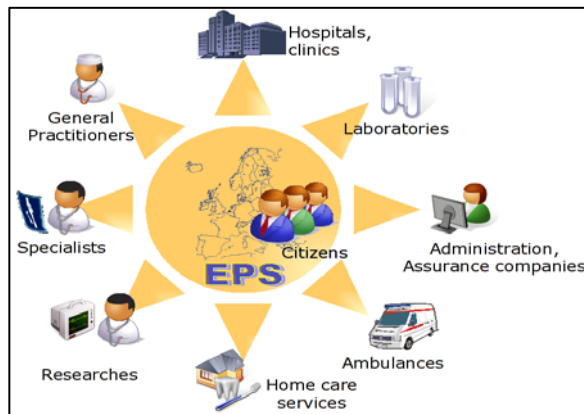 Hospitals,
clinics
General
Practitioners
Laboratories
Specialists
Citizens
EPS
Administration,
Assurance companies
Researches
Ambulances
Home care
services